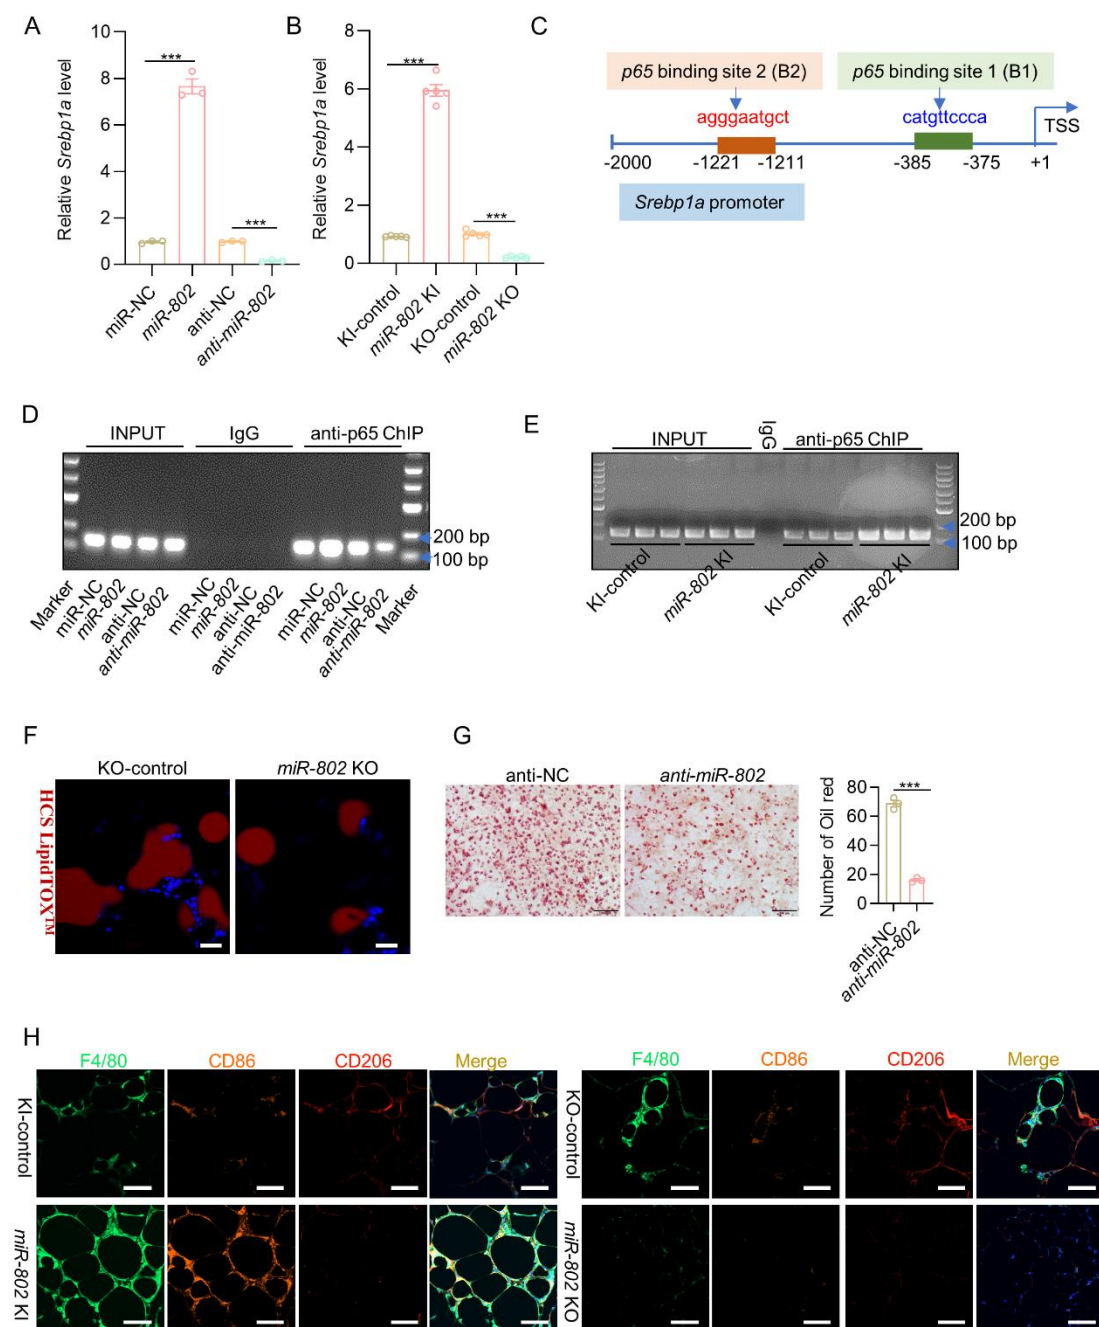 A
Relative Srebp1a level
10
8
6
4
2
0
***
***
miR-NC
miR-802
anti-NC
anti-miR-802
B
Relative Srebp1a level
8
6
4
2
0
***
***
KI-control
miR-802 KI
KO-control
miR-802 KO
C
p65 binding site 2 (B2)
p65 binding site 1 (B1)
agggaatgct
catgttccca
TSS
-2000
-1221
-1211
-385
-375
+1
Srebp1a promoter
D
INPUT
IgG
anti-p65 ChIP
200 bp
100 bp
Marker
miR-NC
miR-802
anti-NC
anti-miR-802
miR-NC
miR-802
anti-NC
anti-miR-802
miR-NC
miR-802
anti-NC
anti-miR-802
Marker
E
INPUT
IgG
anti-p65 ChIP
200 bp
100 bp
KI-control
miR-802 KI
KI-control
miR-802 KI
F
KO-control
miR-802 KO
HCS LipidTOX™
G
anti-NC
anti-miR-802
Number of Oil red
80
60
40
20
0
***
anti-NC
anti-miR-802
H
F4/80
CD86
CD206
Merge
F4/80
CD86
CD206
Merge
KI-control
KO-control
miR-802 KI
miR-802 KO